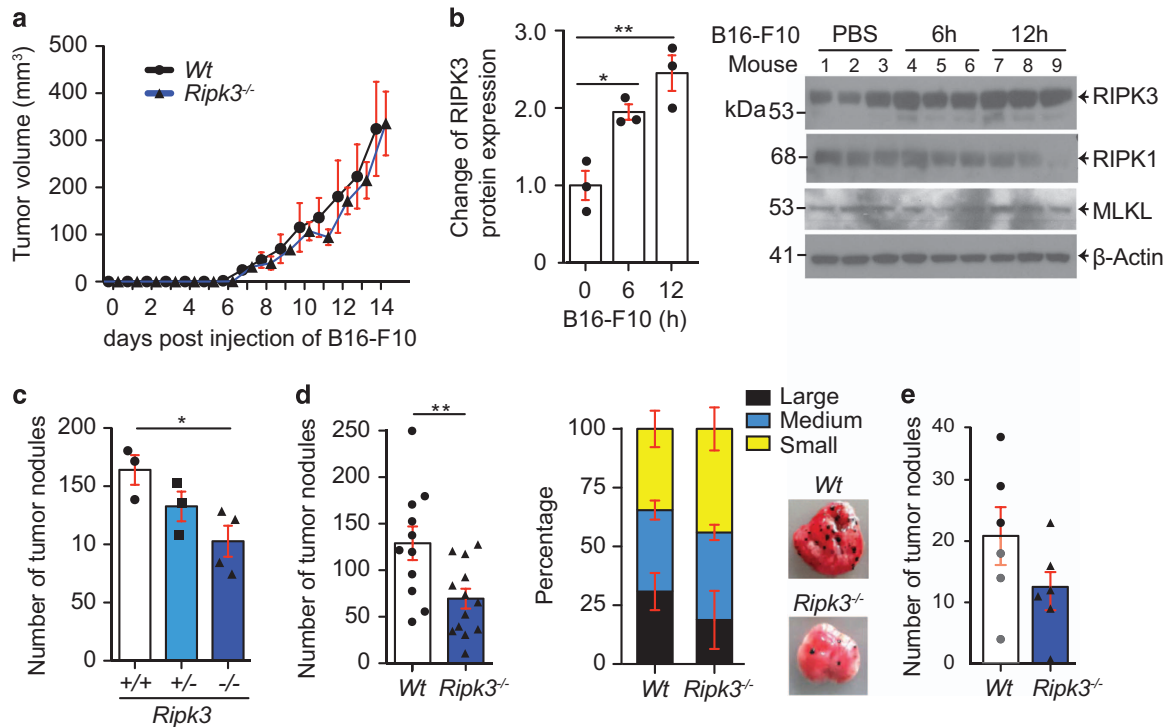 a
Tumor volume (mm³)
500
400
300
200
100
0
Wt
Ripk3-/-
0 2 4 6 8 10 12 14
days post injection of B16-F10
b
Change of RIPK3
protein expression
3.0
2.0
1.0
0.0
**
*
0 6 12
B16-F10 (h)
B16-F10 PBS 6h 12h
Mouse 1 2 3 4 5 6 7 8 9
kDa 53 RIPK3
68 RIPK1
53 MLKL
41 β-Actin
c
Number of tumor nodules
200
150
100
50
0
*
+/+ +/- -/-
Ripk3
d
Number of tumor nodules
250
200
150
100
50
0
**
Wt Ripk3-/-
Large
Medium
Small
Percentage
100
75
50
25
0
Wt Ripk3-/-
Wt
Ripk3-/-
e
Number of tumor nodules
40
30
20
10
0
Wt Ripk3-/-